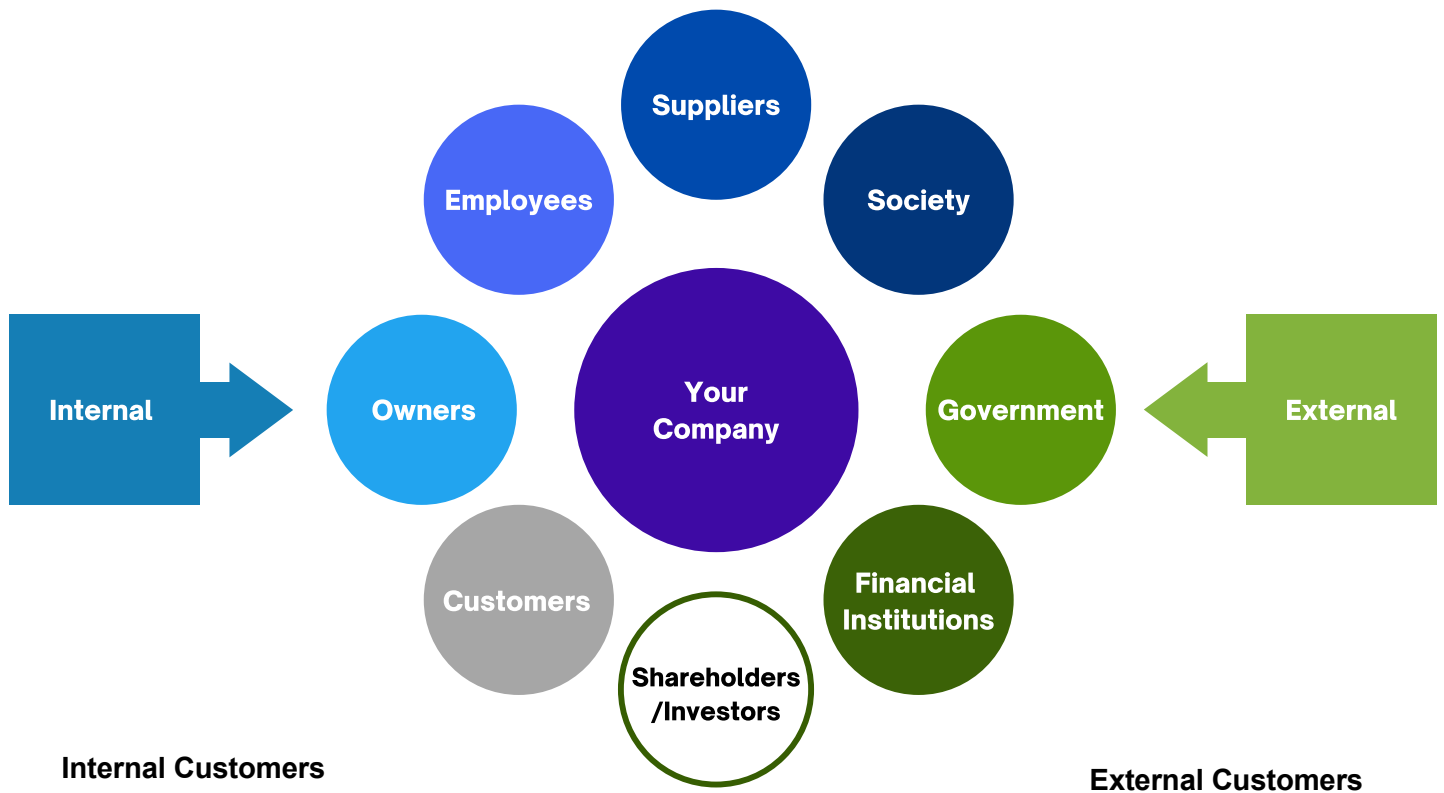 Suppliers
Employees
Society
Internal
Owners
Your
Company
Government
External
Customers
Financial
Institutions
Shareholders
/Investors
Internal Customers
External Customers